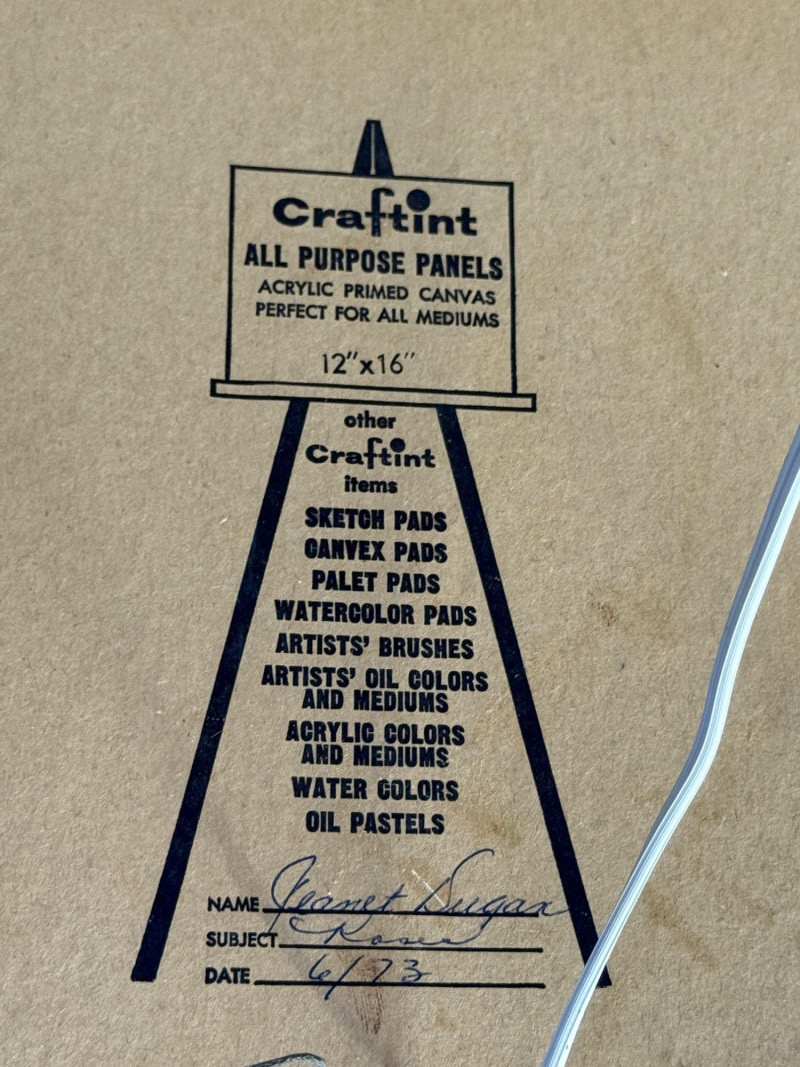 Craftint
ALL PURPOSE PANELS
ACRYLIC PRIMED CANVAS
PERFECT FOR ALL MEDIUMS
12"x16"
other
Craftint
items
SKETCH PADS
CANVEX PADS
PALET PADS
WATERCOLOR PADS
ARTISTS' BRUSHES
ARTISTS' OIL COLORS
AND MEDIUMS
ACRYLIC COLORS
AND MEDIUMS
WATER COLORS
OIL PASTELS
NAME Jeanet
SUBJECT Roses
DATE 6/73